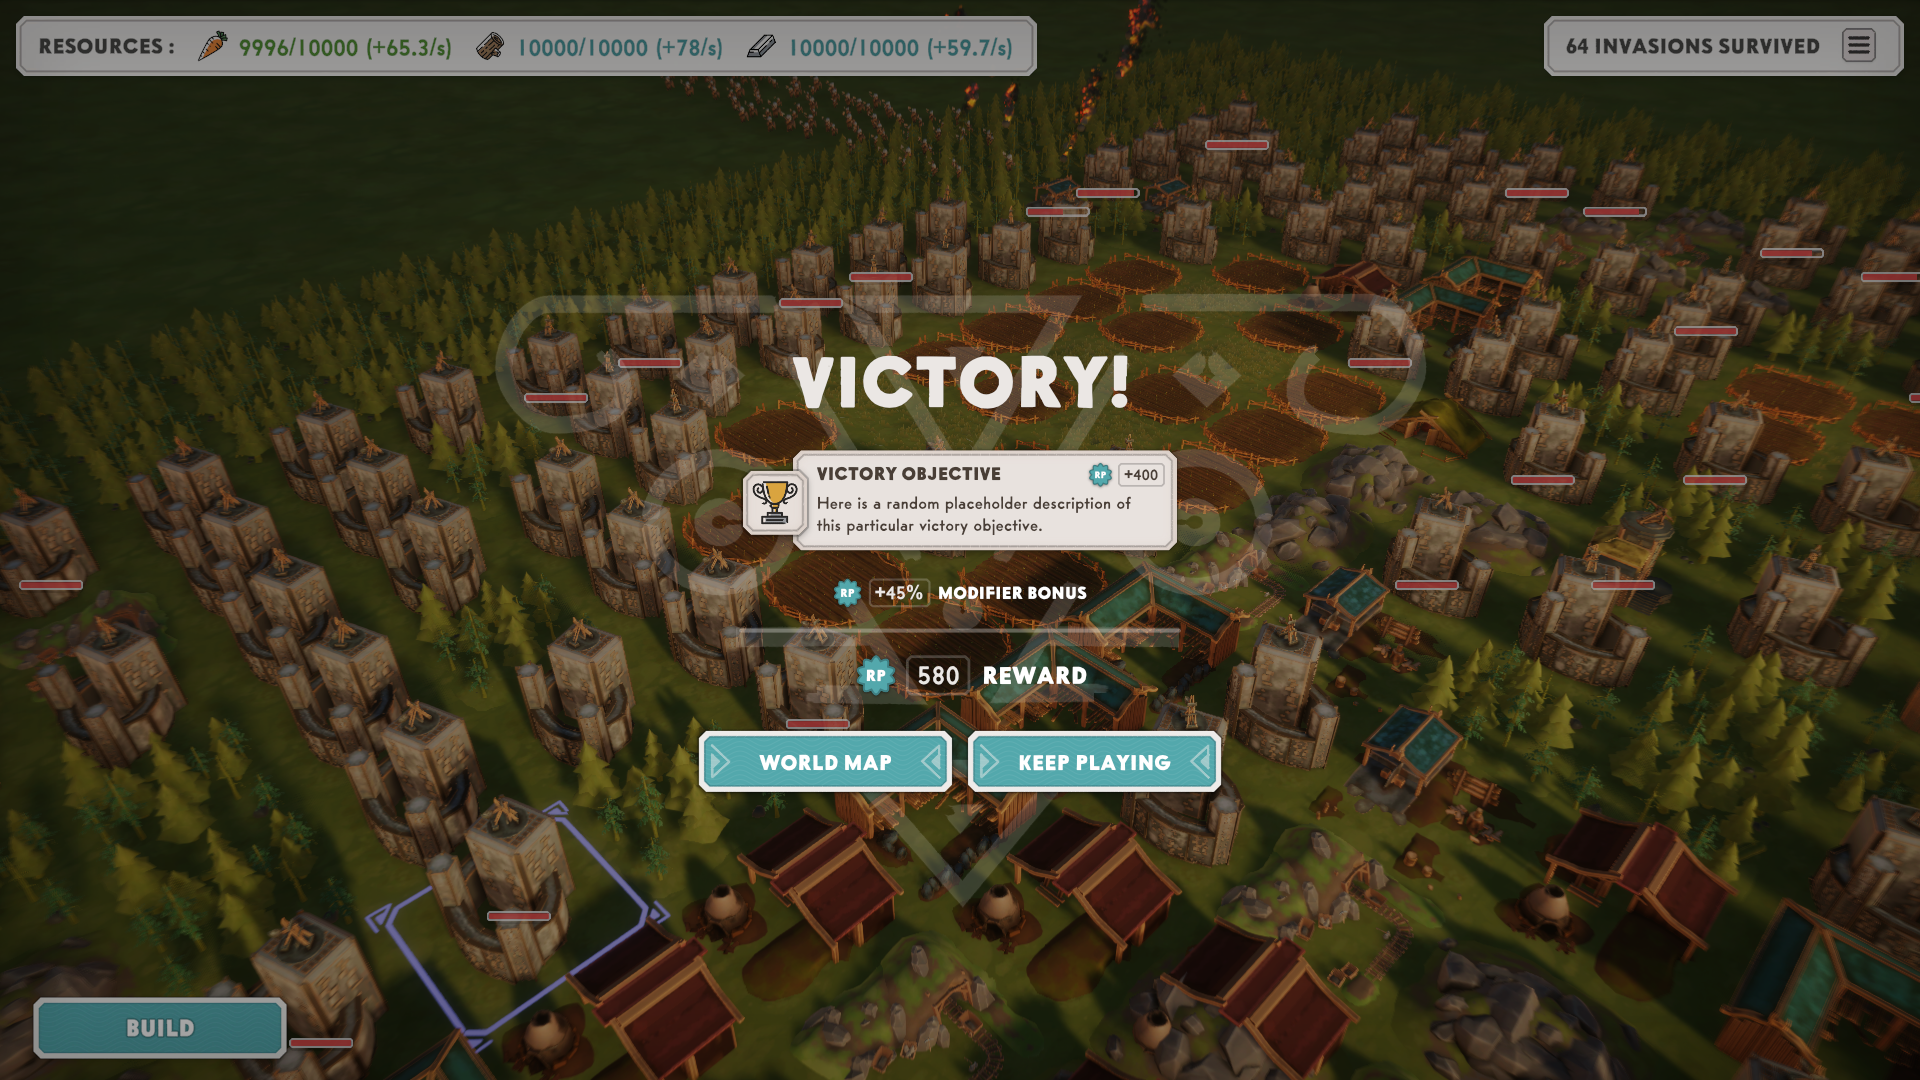 RESOURCES : 9996/10000 (+65.3/s) 10000/10000 (+78/s) 10000/10000 (+59.7/s)
64 INVASIONS SURVIVED
VICTORY!
VICTORY OBJECTIVE RP +400
Here is a random placeholder description of
this particular victory objective.
RP +45% MODIFIER BONUS
RP 580 REWARD
WORLD MAP
KEEP PLAYING
BUILD